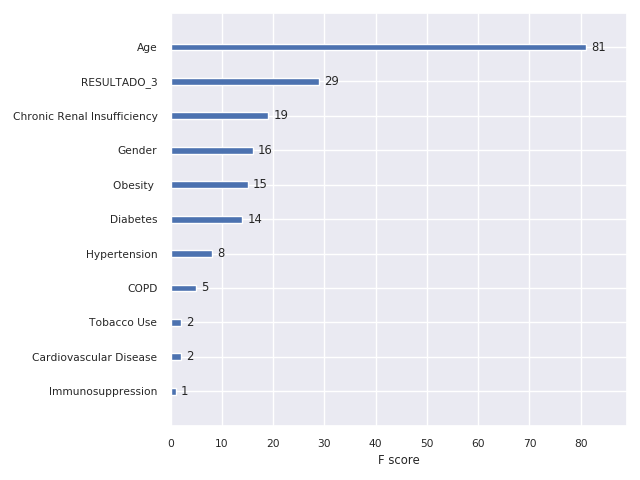 Age 81
RESULTADO_3 29
Chronic Renal Insufficiency 19
Gender 16
Obesity 15
Diabetes 14
Hypertension 8
COPD 5
Tobacco Use 2
Cardiovascular Disease 2
Immunosuppression 1
0 10 20 30 40 50 60 70 80
F score